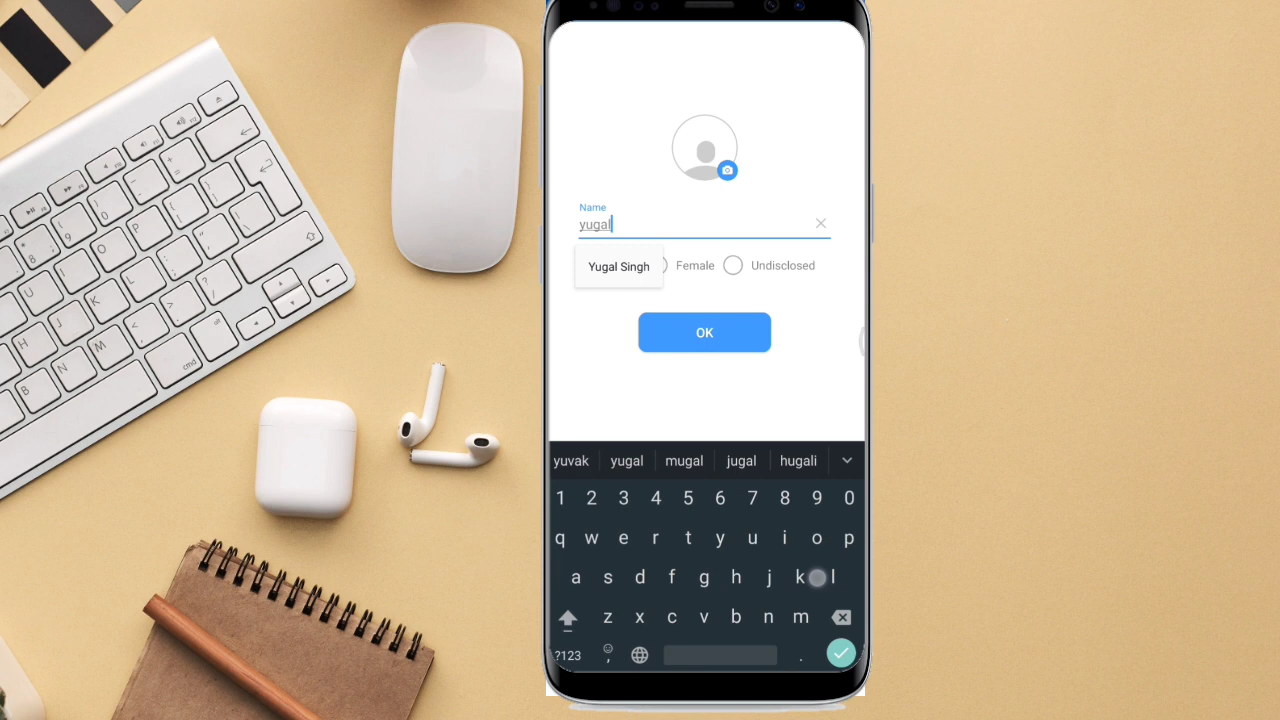 Name
yugal
Yugal Singh
Female
Undisclosed
OK
yuvak yugal mugal jugal hugali
1 2 3 4 5 6 7 8 9 0
q w e r t y u i o p
a s d f g h j k l
z x c v b n m
?123 , .
cmd